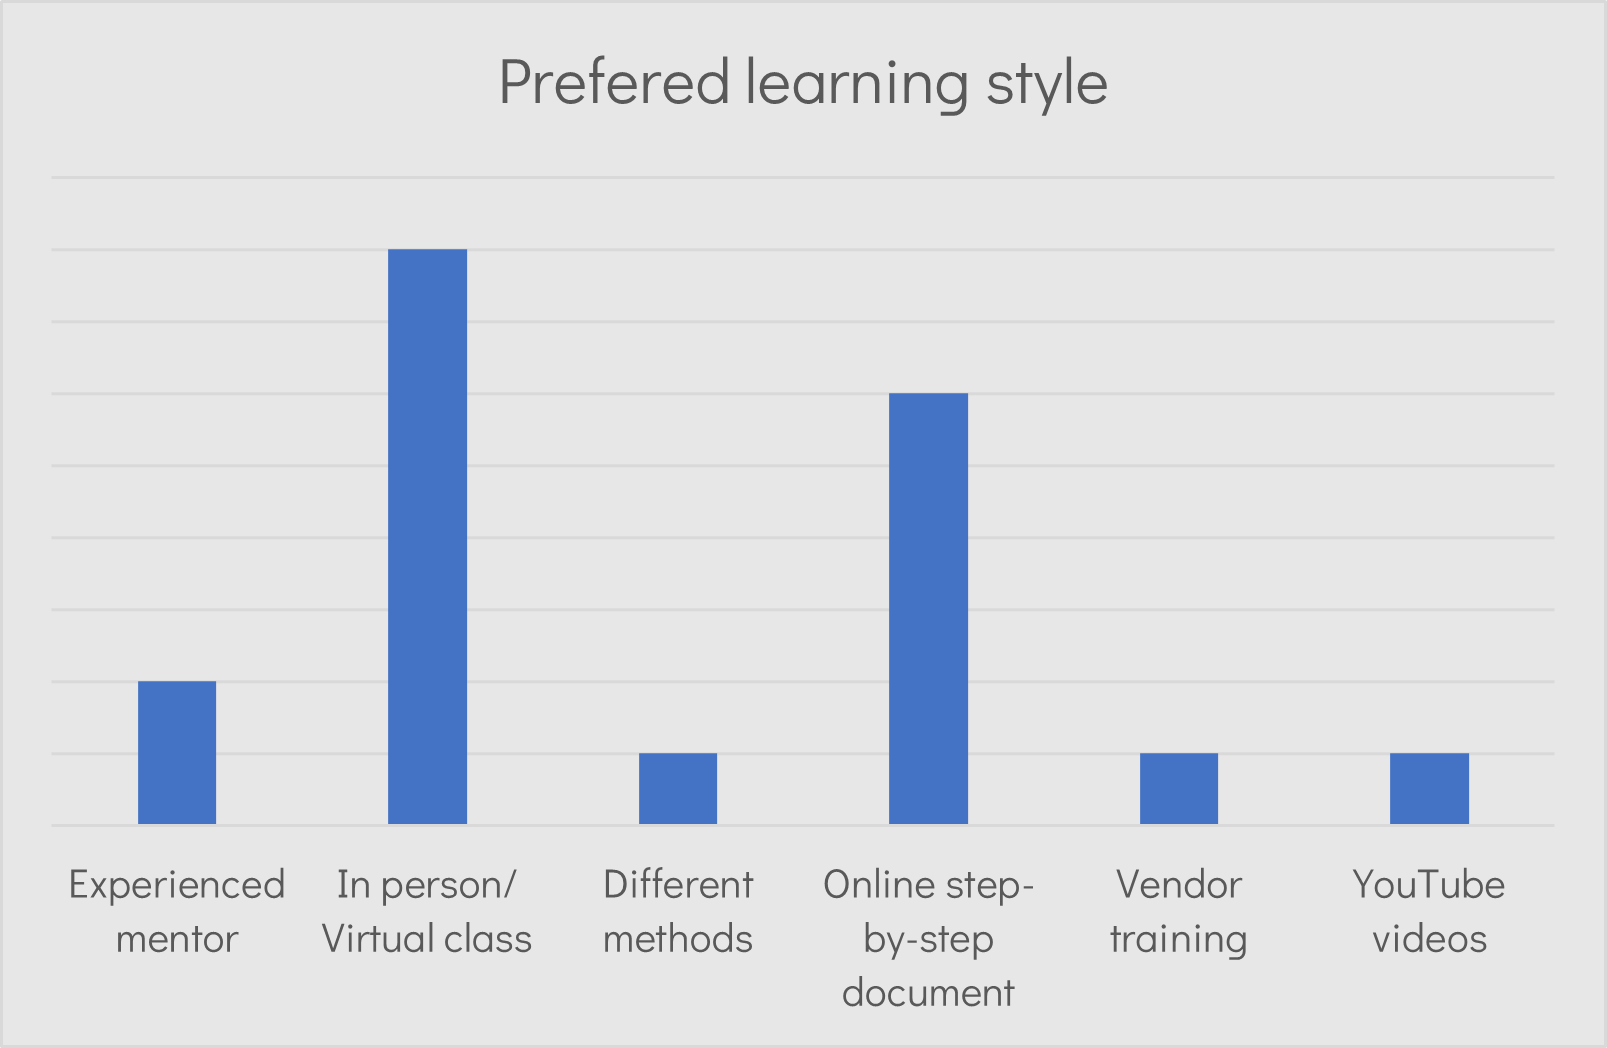 Prefered learning style
Experienced
mentor
In person/
Virtual class
Different
methods
Online step-
by-step
document
Vendor
training
YouTube
videos